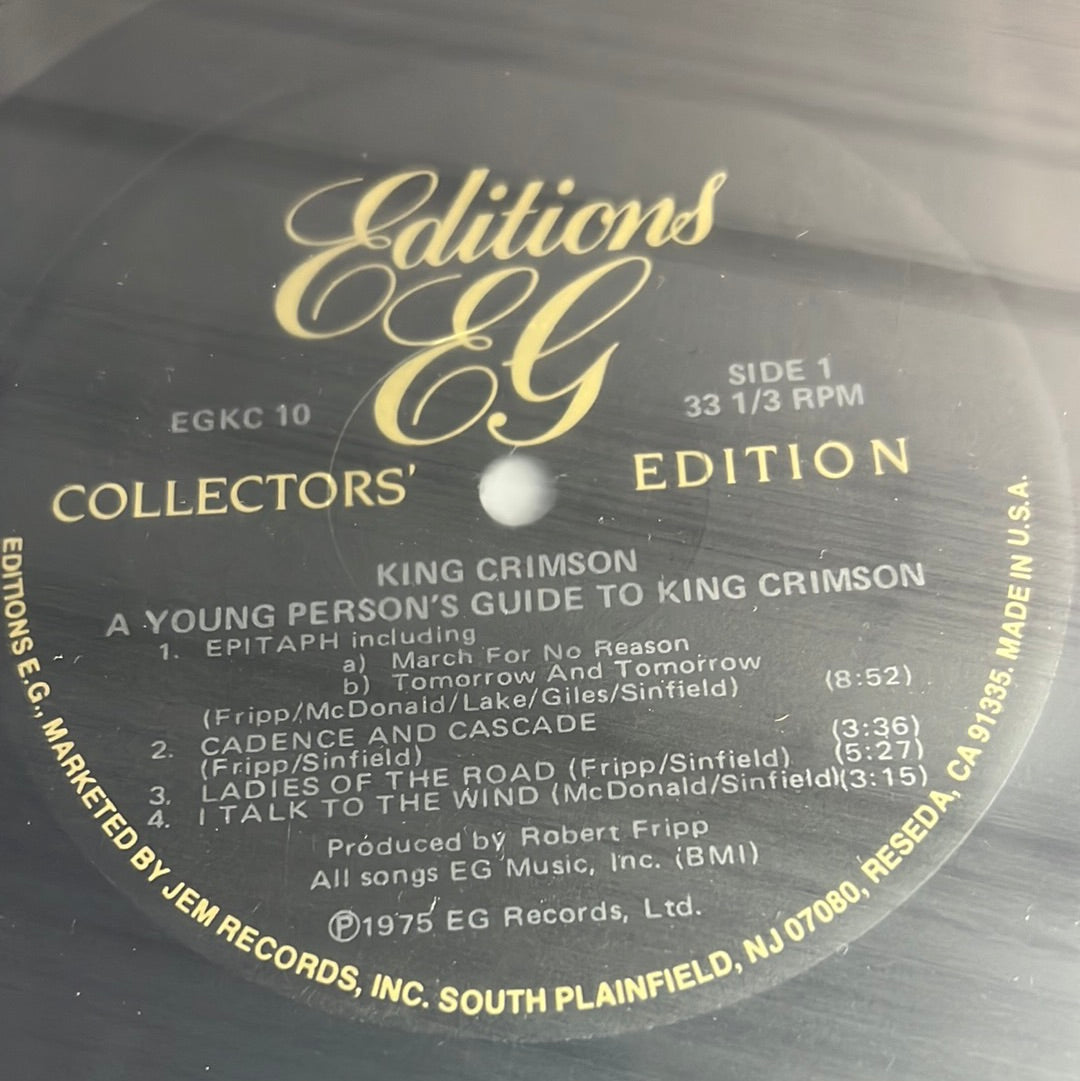 Editions
EG
EGKC 10
SIDE 1
33 1/3 RPM
COLLECTORS' EDITION
KING CRIMSON
A YOUNG PERSON'S GUIDE TO KING CRIMSON
1. EPITAPH including
a) March For No Reason
b) Tomorrow And Tomorrow (8:52)
(Fripp/McDonald/Lake/Giles/Sinfield)
2. CADENCE AND CASCADE (3:36)
(Fripp/Sinfield)
3. LADIES OF THE ROAD (Fripp/Sinfield) (5:27)
4. I TALK TO THE WIND (McDonald/Sinfield) (3:15)
Produced by Robert Fripp
All songs EG Music, Inc. (BMI)
Ⓟ1975 EG Records, Ltd.
EDITIONS E.G., MARKETED BY JEM RECORDS, INC. SOUTH PLAINFIELD, NJ 07080, RESEDA, CA 91335. MADE IN U.S.A.